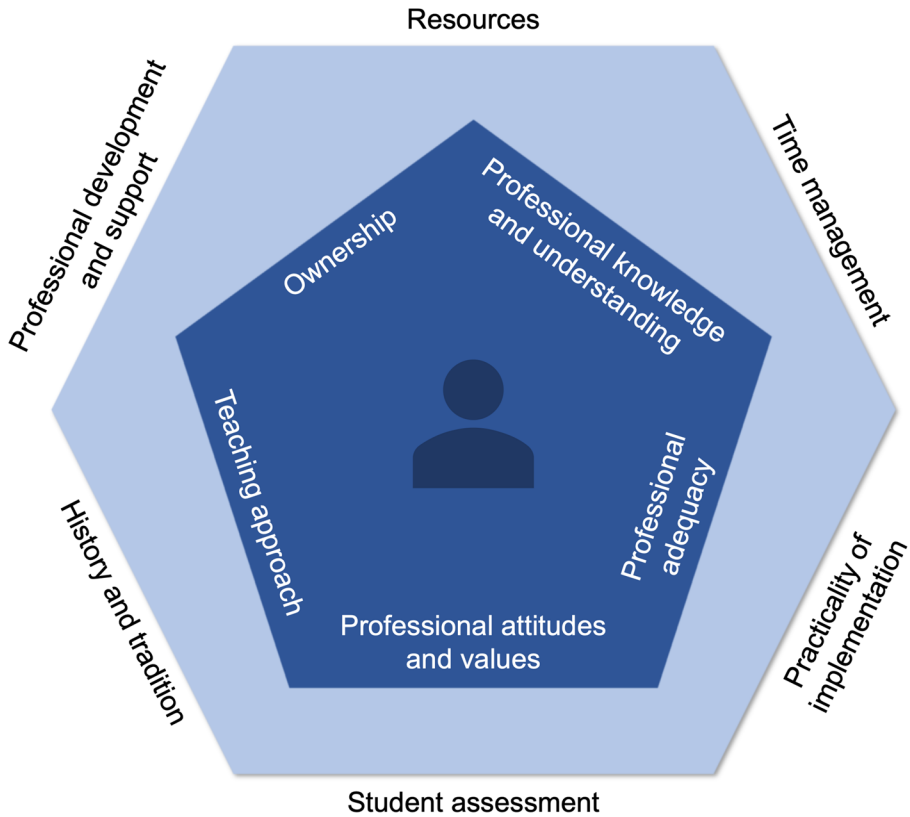 Resources
Professional development
and support
Time management
Ownership
Professional knowledge
and understanding
Teaching approach
Professional
adequacy
Professional attitudes
and values
History and tradition
Practicality of
implementation
Student assessment